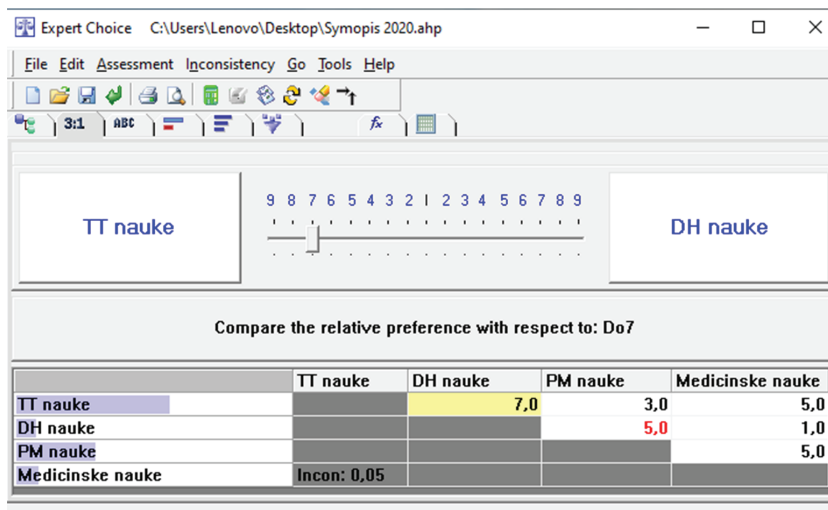 Expert Choice C:\Users\Lenovo\Desktop\Symopis 2020.ahp
File Edit Assessment Inconsistency Go Tools Help
3:1 ABC fx
9 8 7 6 5 4 3 2 1 2 3 4 5 6 7 8 9
TT nauke DH nauke
Compare the relative preference with respect to: Do7
TT nauke DH nauke PM nauke Medicinske nauke
TT nauke 7,0 3,0 5,0
DH nauke 5,0 1,0
PM nauke 5,0
Medicinske nauke Incon: 0,05